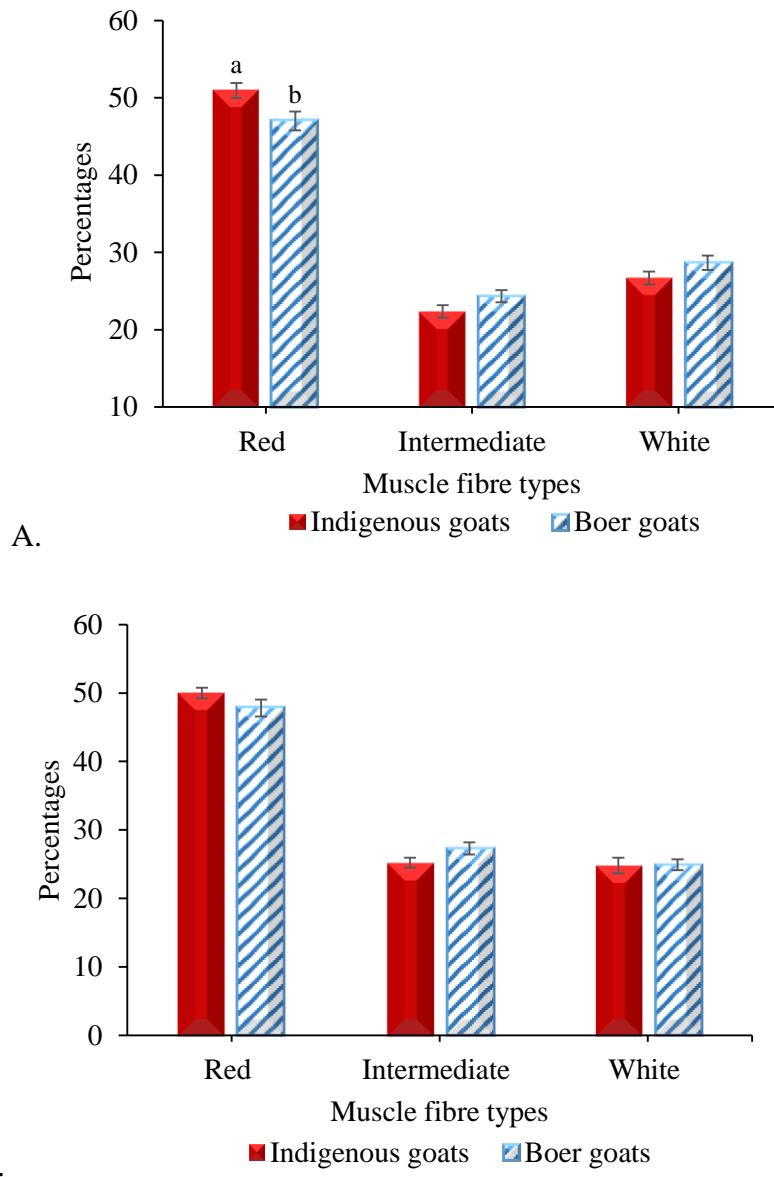 60
50
40
30
20
10
Percentages
a
b
Red Intermediate White
Muscle fibre types
Indigenous goats Boer goats
A.
60
50
40
30
20
10
0
Percentages
Red Intermediate White
Muscle fibre types
Indigenous goats Boer goats
.